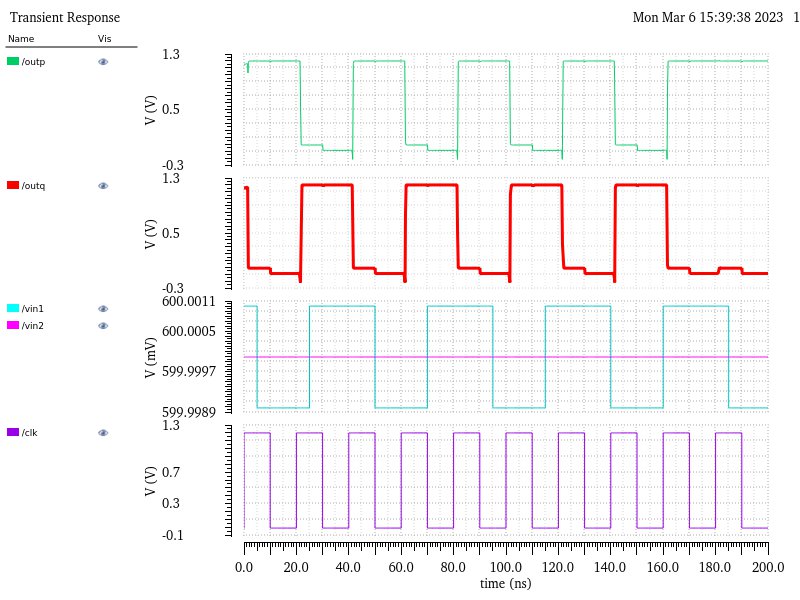 Transient Response
Mon Mar 6 15:39:38 2023 1
Name Vis
/outp
1.3
0.5
-0.3
V (V)
/outq
1.3
0.5
-0.3
V (V)
/vin1
/vin2
600.0011
600.0005
599.9997
599.9989
V (mV)
/clk
1.3
0.7
0.3
-0.1
V (V)
0.0 20.0 40.0 60.0 80.0 100.0 120.0 140.0 160.0 180.0 200.0
time (ns)